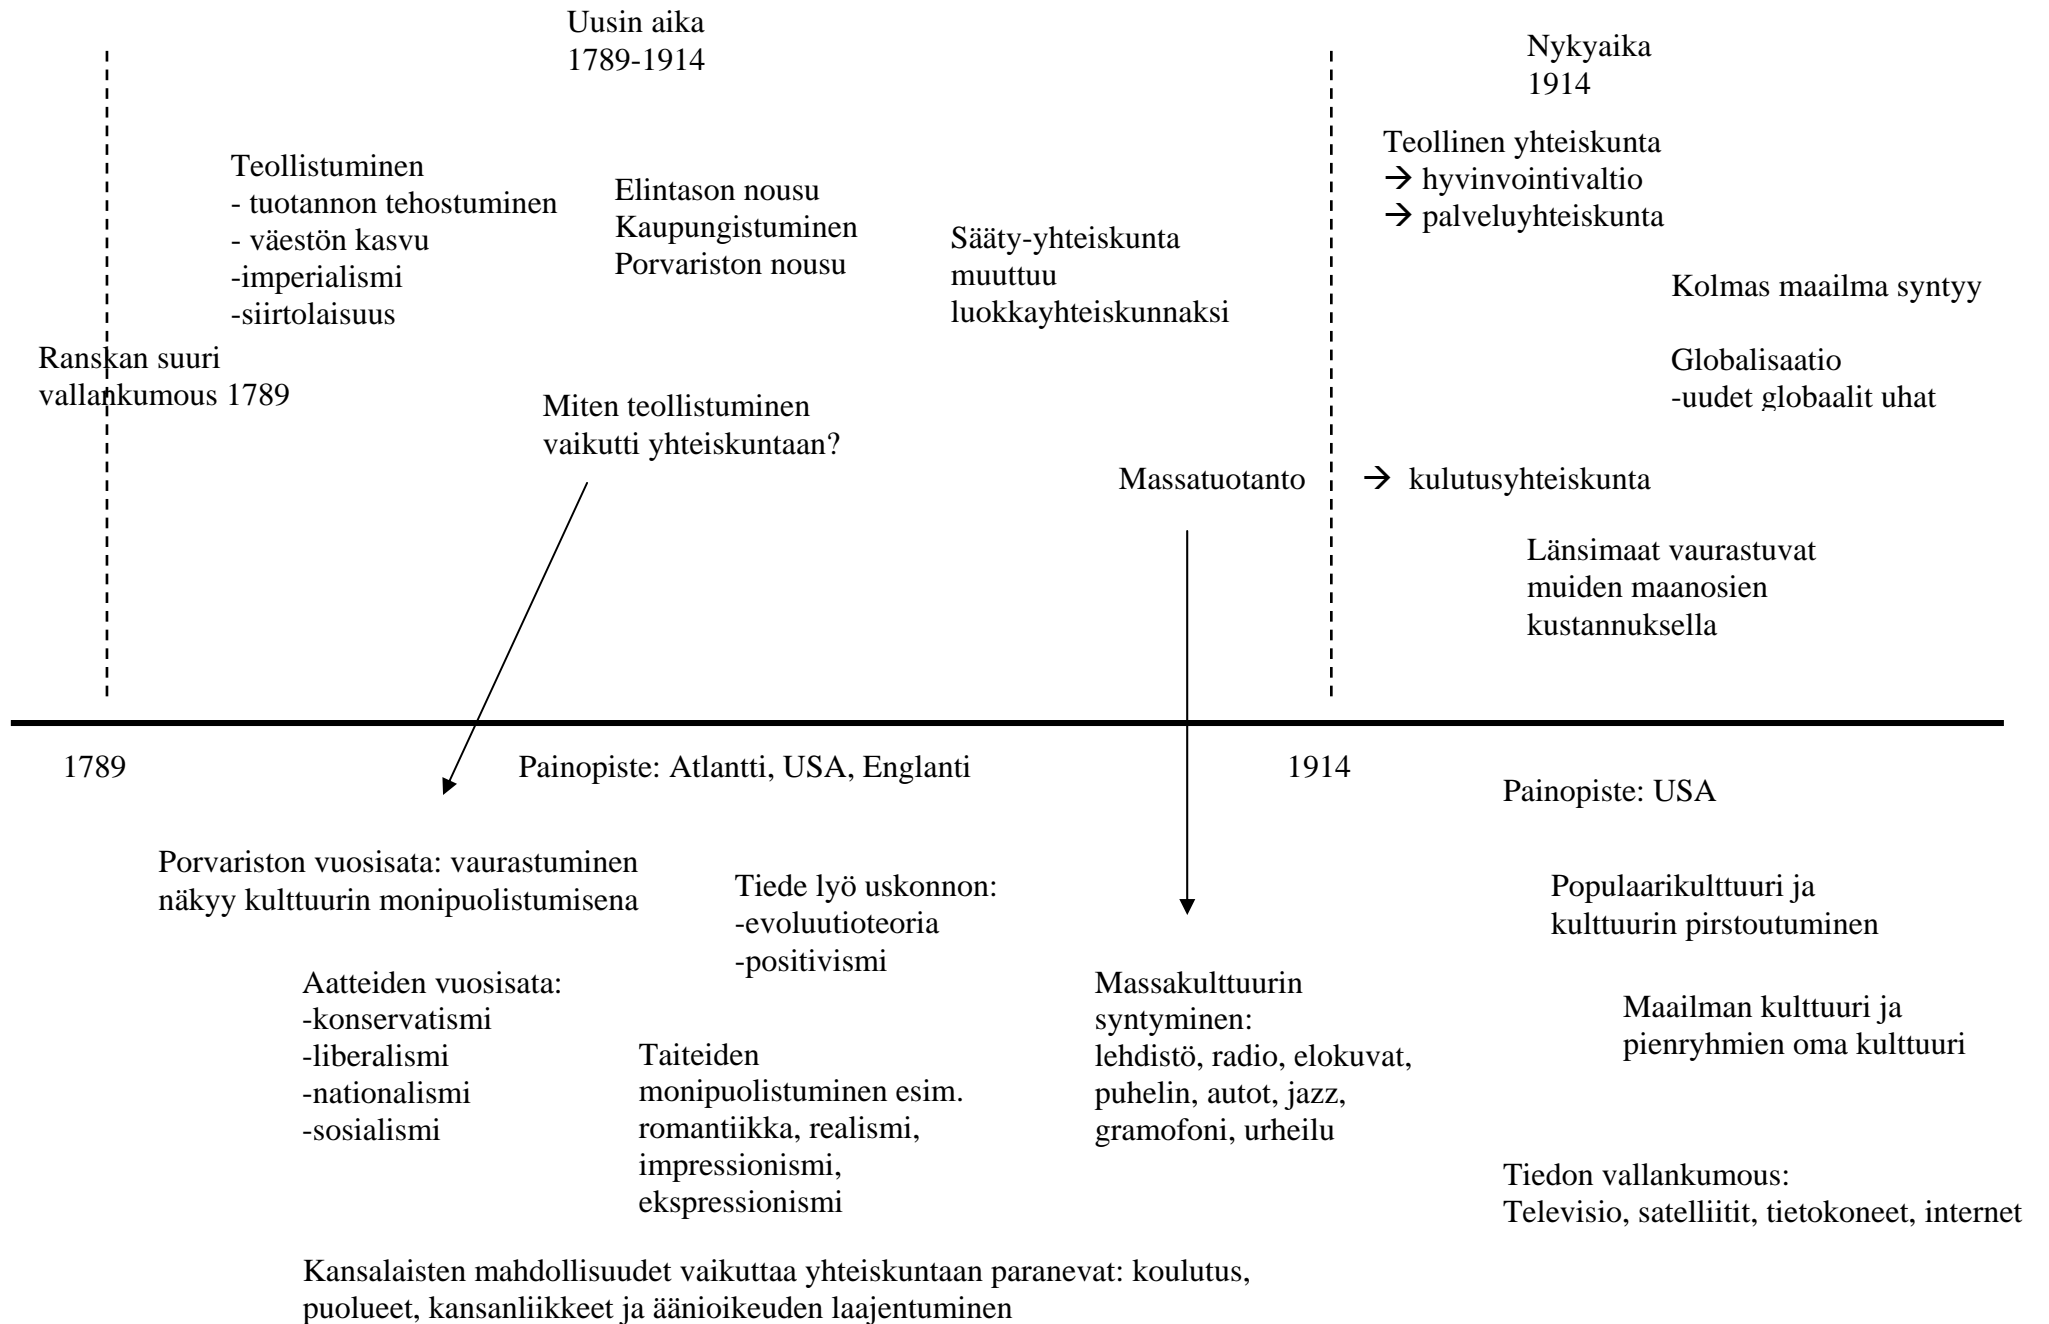 Uusin aika
1789-1914
Nykyaika
1914
Teollistuminen
- tuotannon tehostuminen
- väestön kasvu
-imperialismi
-siirtolaisuus
Elintason nousu
Kaupungistuminen
Porvariston nousu
Sääty-yhteiskunta
muuttuu
luokkayhteiskunnaksi
Teollinen yhteiskunta
→ hyvinvointivaltio
→ palveluyhteiskunta
Kolmas maailma syntyy
Ranskan suuri
vallankumous 1789
Globalisaatio
-uudet globaalit uhat
Miten teollistuminen
vaikutti yhteiskuntaan?
Massatuotanto → kulutusyhteiskunta
Länsimaat vaurastuvat
muiden maanosien
kustannuksella
1789
Painopiste: Atlantti, USA, Englanti
1914
Painopiste: USA
Porvariston vuosisata: vaurastuminen
näkyy kulttuurin monipuolistumisena
Tiede lyö uskonnon:
-evoluutioteoria
-positivismi
Populaarikulttuuri ja
kulttuurin pirstoutuminen
Aatteiden vuosisata:
-konservatismi
-liberalismi
-nationalismi
-sosialismi
Taiteiden
monipuolistuminen esim.
romantiikka, realismi,
impressionismi,
ekspressionismi
Massakulttuurin
syntyminen:
lehdistö, radio, elokuvat,
puhelin, autot, jazz,
gramofoni, urheilu
Maailman kulttuuri ja
pienryhmien oma kulttuuri
Tiedon vallankumous:
Televisio, satelliitit, tietokoneet, internet
Kansalaisten mahdollisuudet vaikuttaa yhteiskuntaan paranevat: koulutus,
puolueet, kansanliikkeet ja äänioikeuden laajentuminen